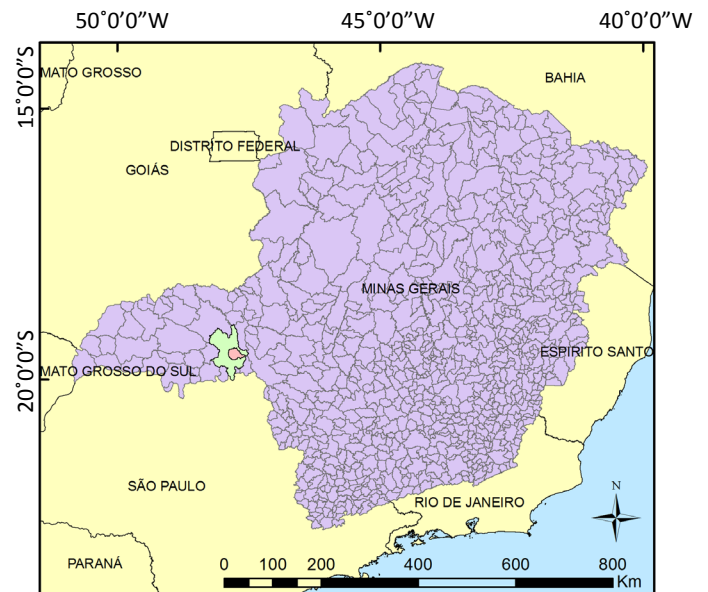 50˚0’0’’W 45˚0’0’’W 40˚0’0’’W
15˚0’0’’S
20˚0’0’’S
MATO GROSSO
BAHIA
DISTRITO FEDERAL
GOIÁS
MINAS GERAIS
ESPIRITO SANTO
MATO GROSSO DO SUL
SÃO PAULO
N
RIO DE JANEIRO
PARANÁ
0 100 200 400 600 800
Km